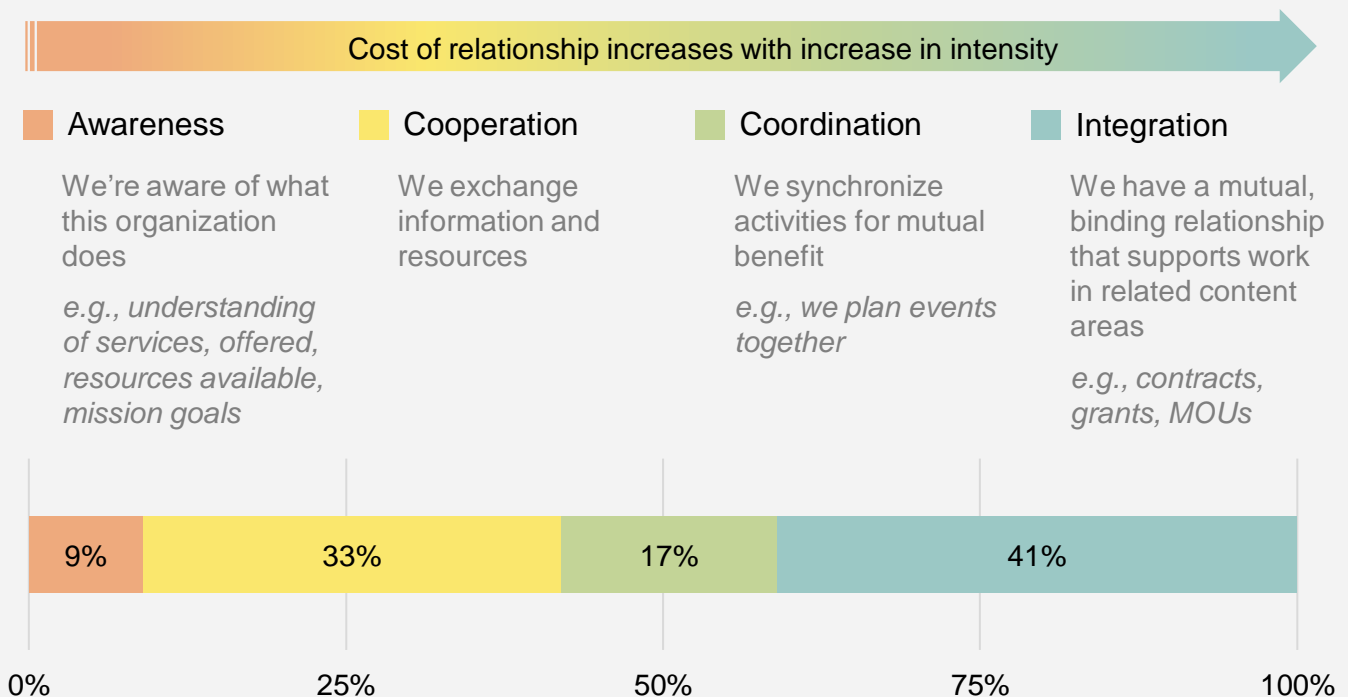 Cost of relationship increases with increase in intensity
Awareness
We're aware of what
this organization
does
e.g., understanding
of services, offered,
resources available,
mission goals
Cooperation
We exchange
information and
resources
Coordination
We synchronize
activities for mutual
benefit
e.g., we plan events
together
Integration
We have a mutual,
binding relationship
that supports work
in related content
areas
e.g., contracts,
grants, MOUs
9% 33% 17% 41%
0% 25% 50% 75% 100%